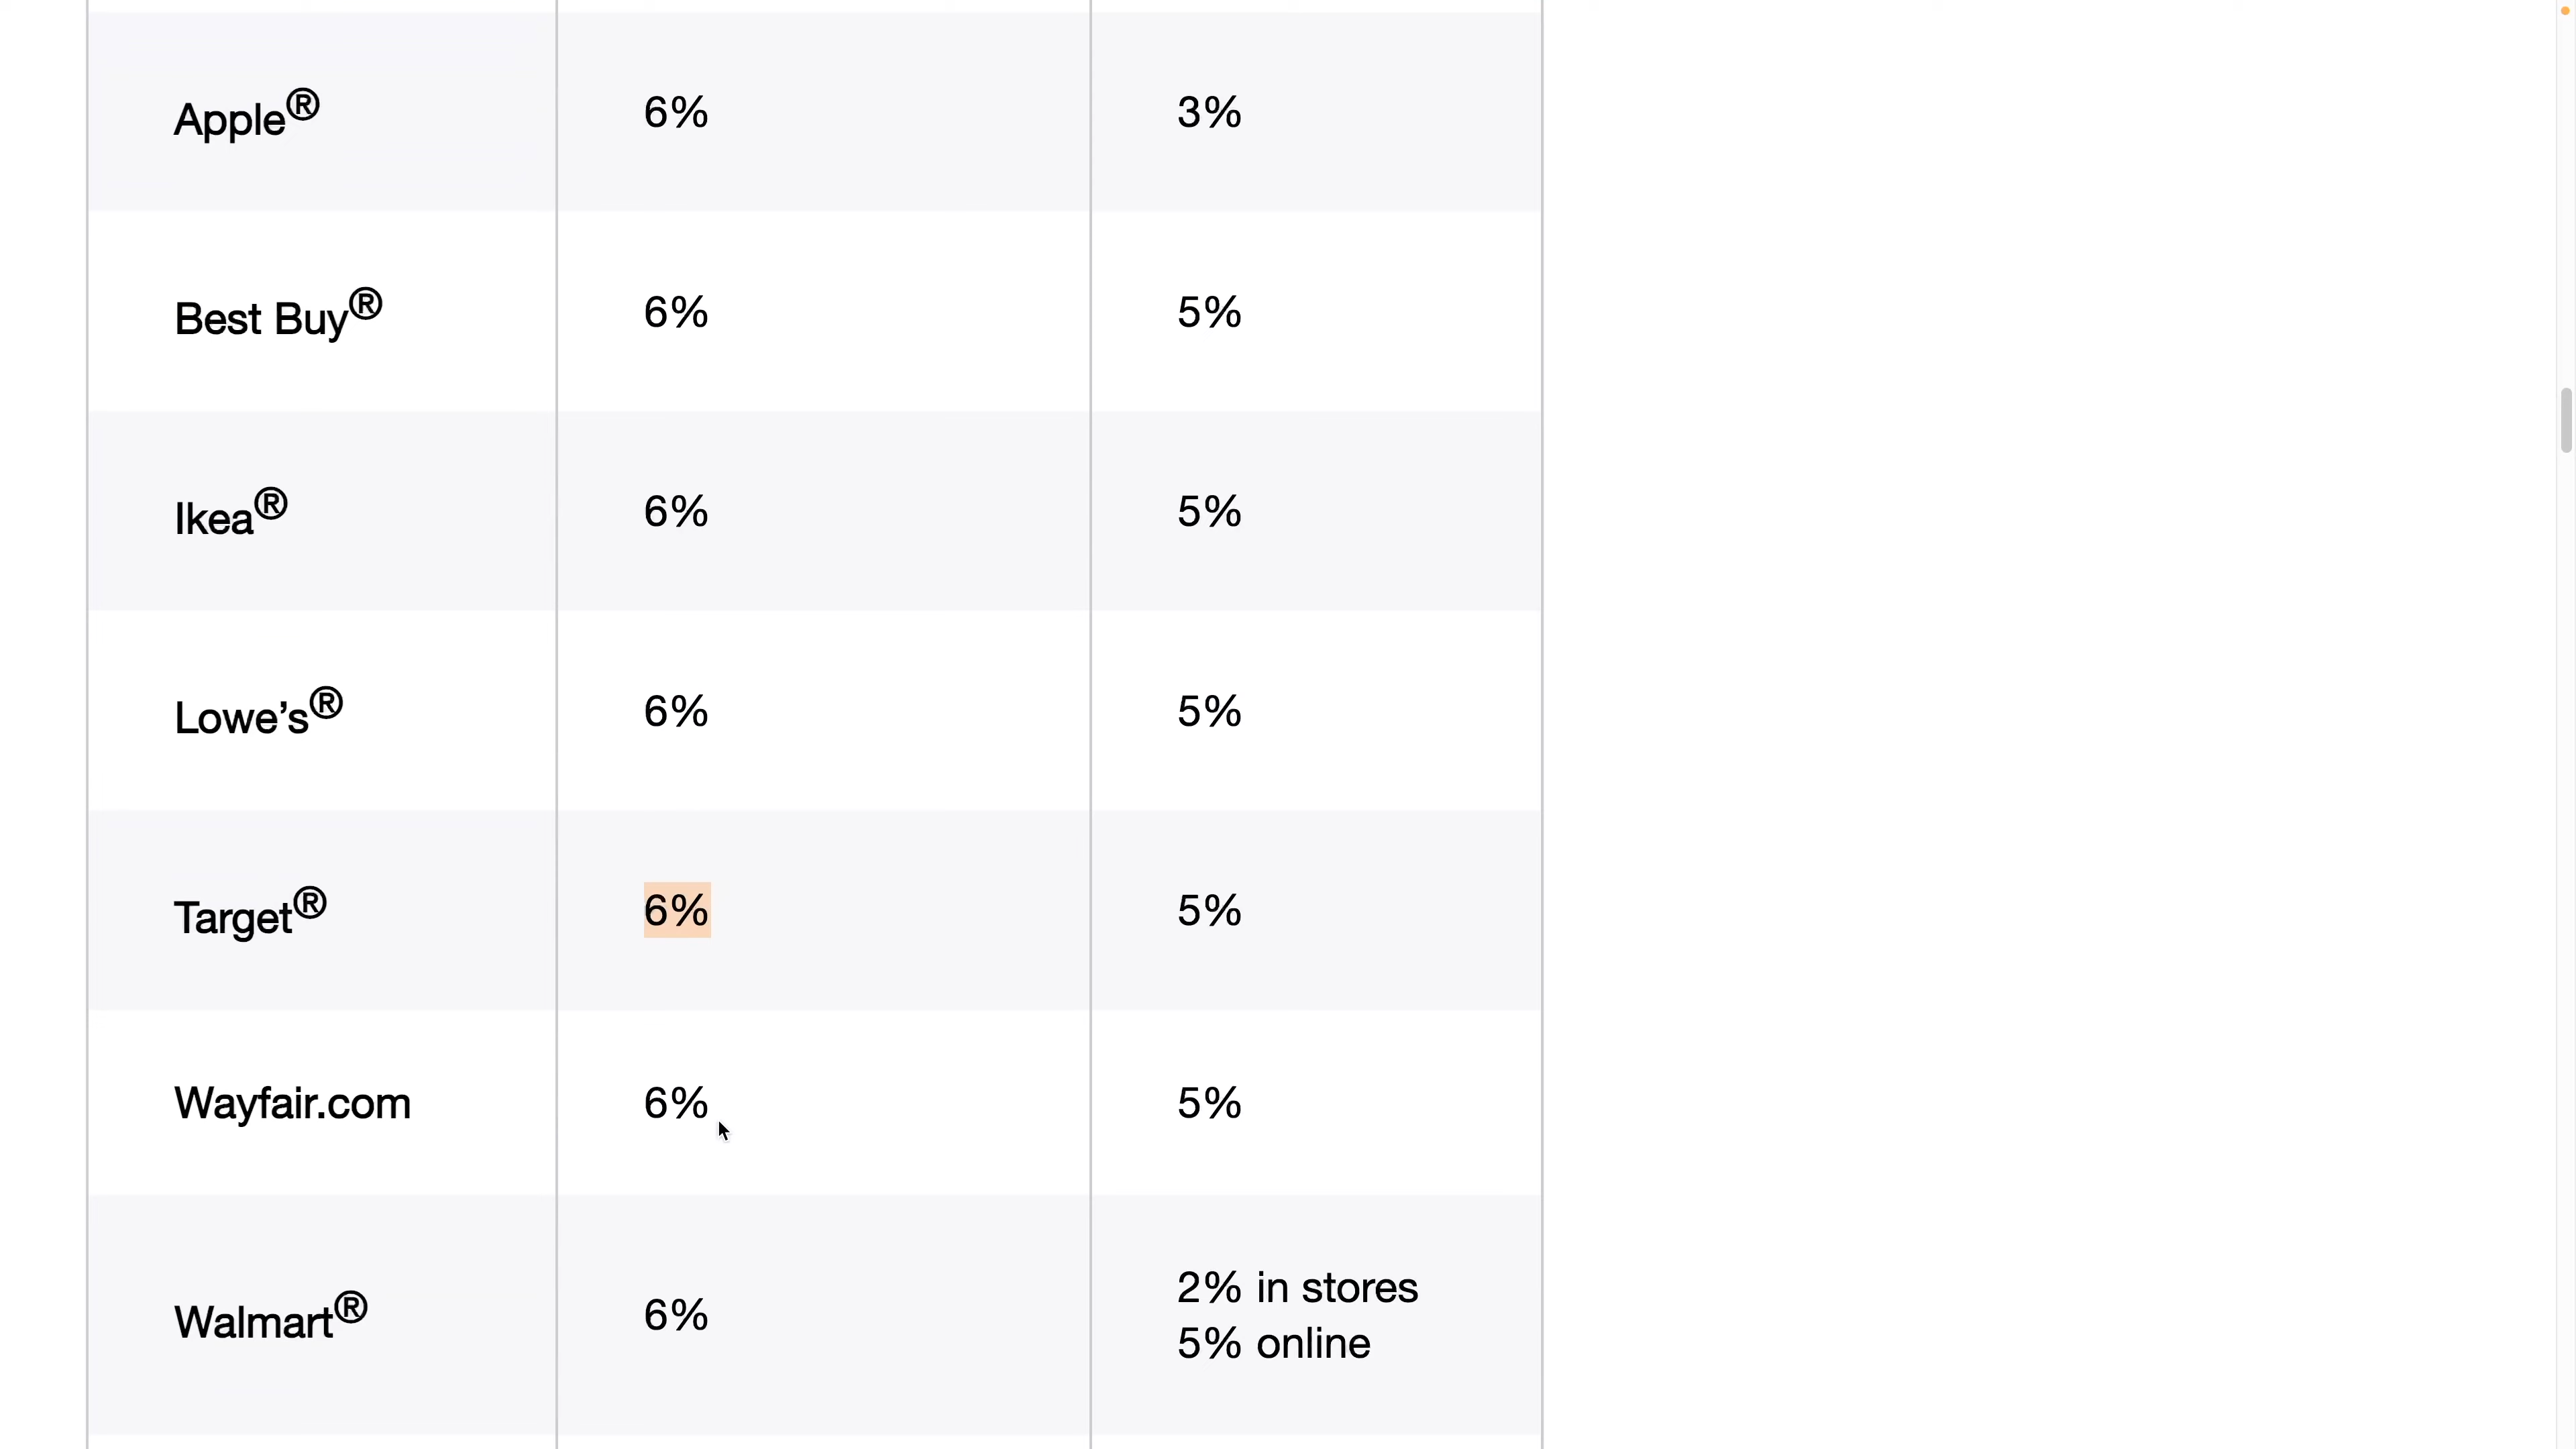 Apple® 6% 3%
Best Buy® 6% 5%
Ikea® 6% 5%
Lowe’s® 6% 5%
Target® 6% 5%
Wayfair.com 6% 5%
Walmart® 6% 2% in stores
5% online